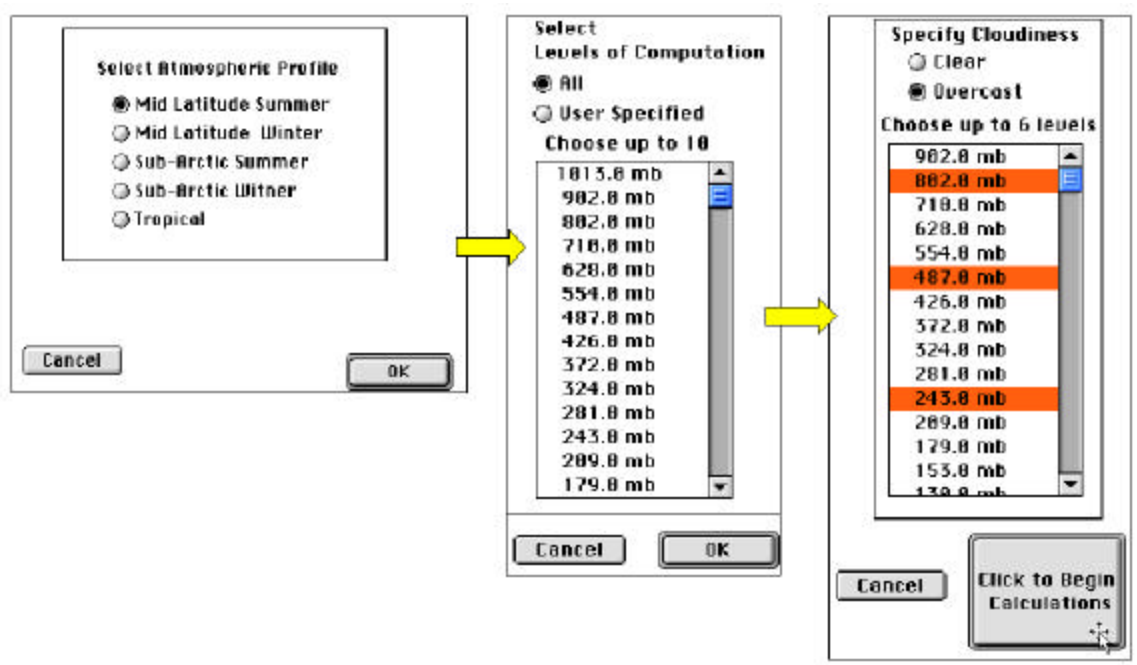 Select Atmospheric Profile
Mid Latitude Summer
Mid Latitude Winter
Sub-Arctic Summer
Sub-Arctic Witner
Tropical
Cancel
OK
Select
Levels of Computation
All
User Specified
Choose up to 10
1013.0 mb
902.0 mb
802.0 mb
710.0 mb
628.0 mb
554.0 mb
487.0 mb
426.0 mb
372.0 mb
324.0 mb
281.0 mb
243.0 mb
209.0 mb
179.0 mb
Cancel
OK
Specify Cloudiness
Clear
Overcast
Choose up to 6 levels
902.0 mb
802.0 mb
710.0 mb
628.0 mb
554.0 mb
487.0 mb
426.0 mb
372.0 mb
324.0 mb
281.0 mb
243.0 mb
209.0 mb
179.0 mb
153.0 mb
130.0 mb
Cancel
Click to Begin
Calculations